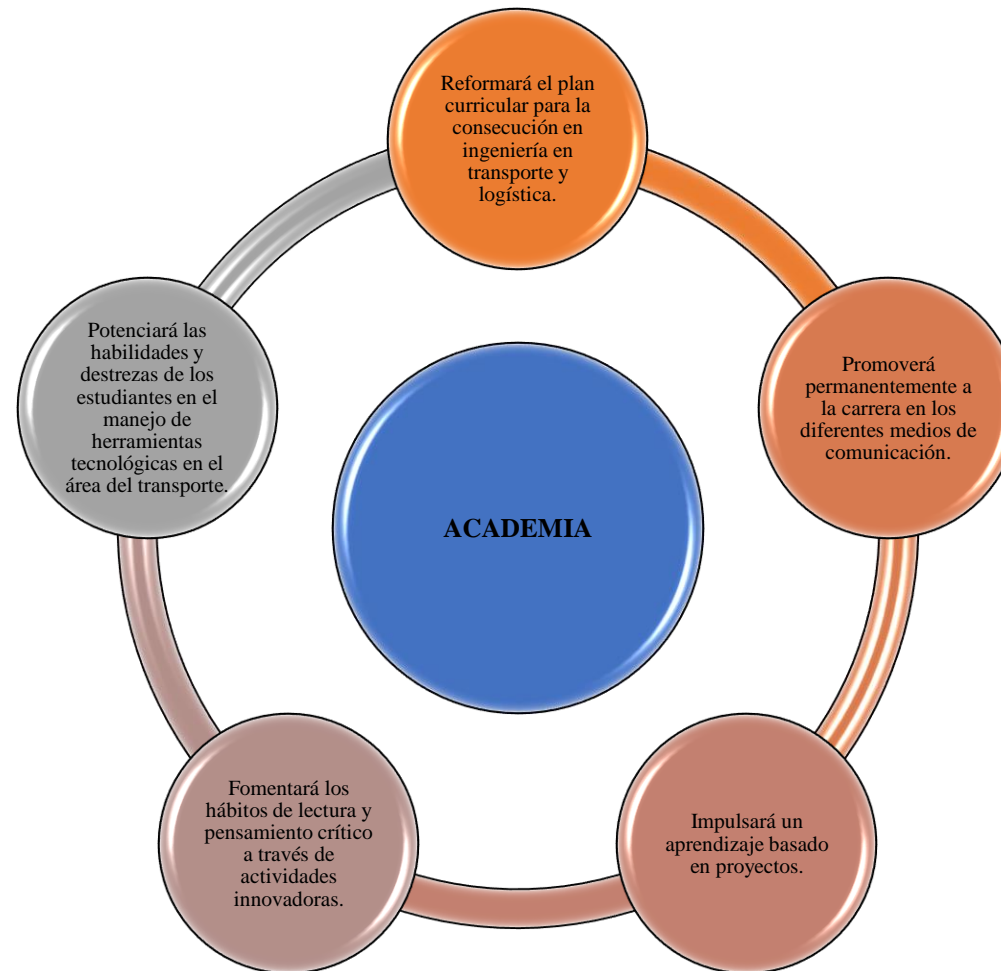 Reformará el plan
curricular para la
consecución en
ingeniería en
transporte y
logística.
Promoverá
permanentemente a
la carrera en los
diferentes medios de
comunicación.
Impulsará un
aprendizaje basado
en proyectos.
Fomentará los
hábitos de lectura y
pensamiento crítico
a través de
actividades
innovadoras.
Potenciará las
habilidades y
destrezas de los
estudiantes en el
manejo de
herramientas
tecnológicas en el
área del transporte.
ACADEMIA